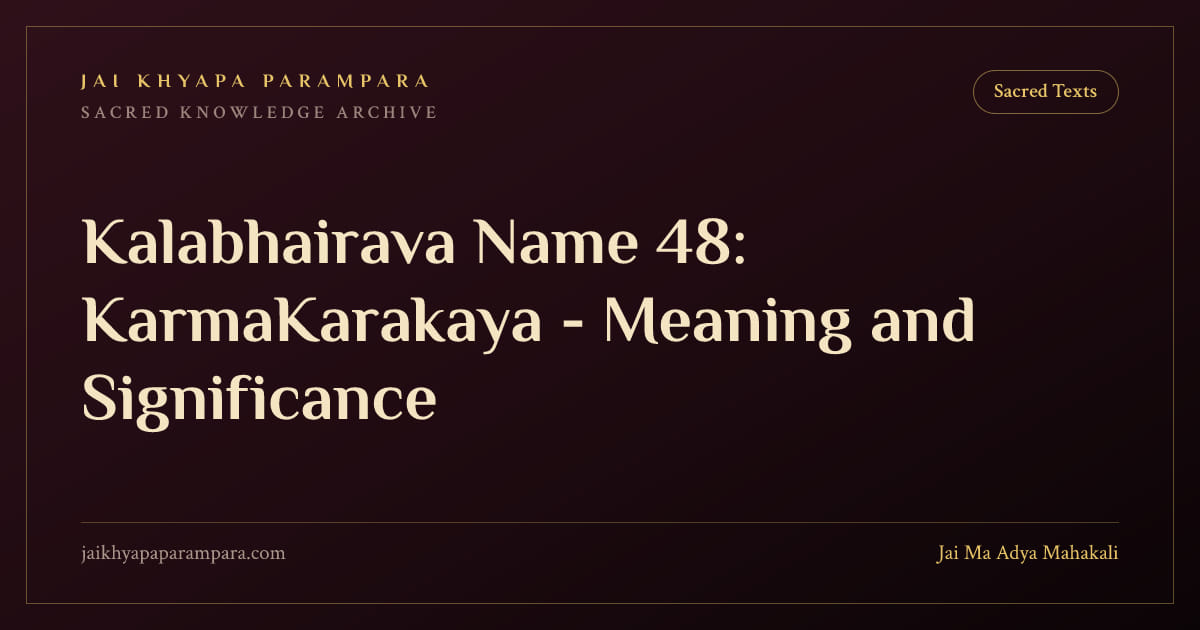 JAI KHYAPA PARAMPARA
SACRED KNOWLEDGE ARCHIVE
Sacred Texts
Kalabhairava Name 48:
KarmaKarakaya - Meaning and
Significance
jaikhyapaparampara.com
Jai Ma Adya Mahakali